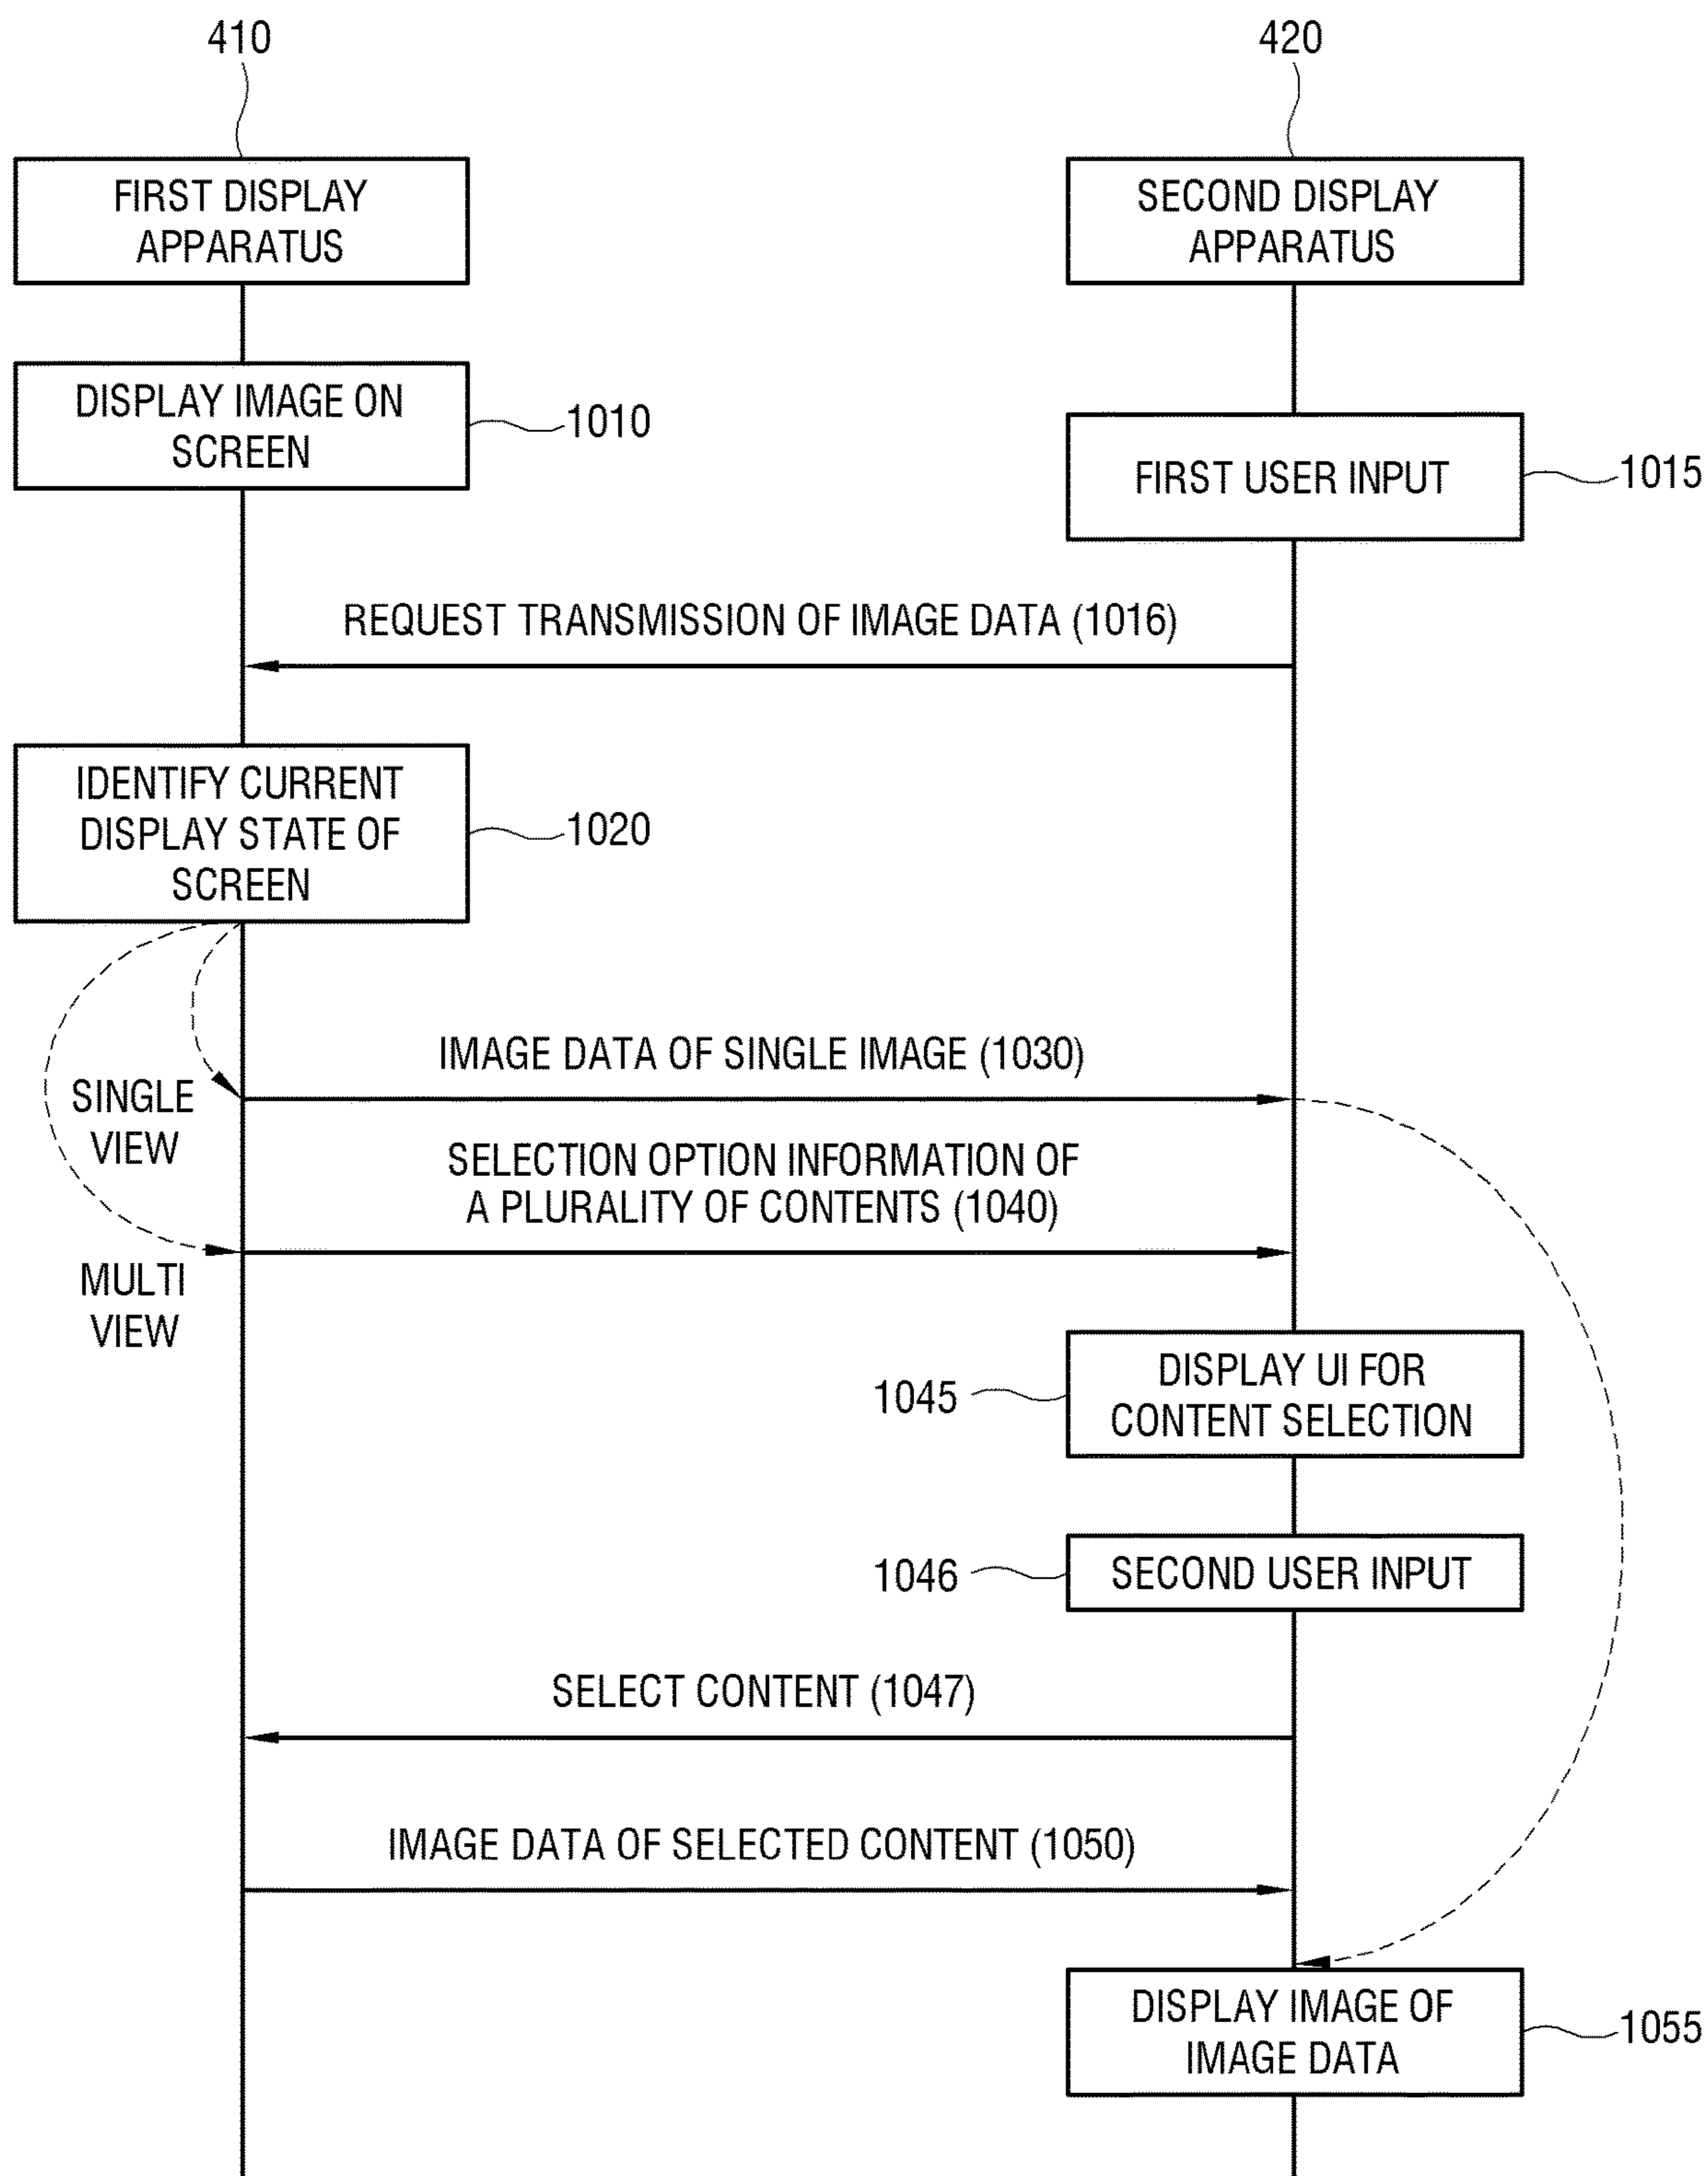 410
420
FIRST DISPLAY
APPARATUS
SECOND DISPLAY
APPARATUS
DISPLAY IMAGE ON
SCREEN
1010
FIRST USER INPUT
1015
REQUEST TRANSMISSION OF IMAGE DATA (1016)
IDENTIFY CURRENT
DISPLAY STATE OF
SCREEN
1020
IMAGE DATA OF SINGLE IMAGE (1030)
SINGLE
VIEW
SELECTION OPTION INFORMATION OF
A PLURALITY OF CONTENTS (1040)
MULTI
VIEW
DISPLAY UI FOR
CONTENT SELECTION
1045
SECOND USER INPUT
1046
SELECT CONTENT (1047)
IMAGE DATA OF SELECTED CONTENT (1050)
DISPLAY IMAGE OF
IMAGE DATA
1055